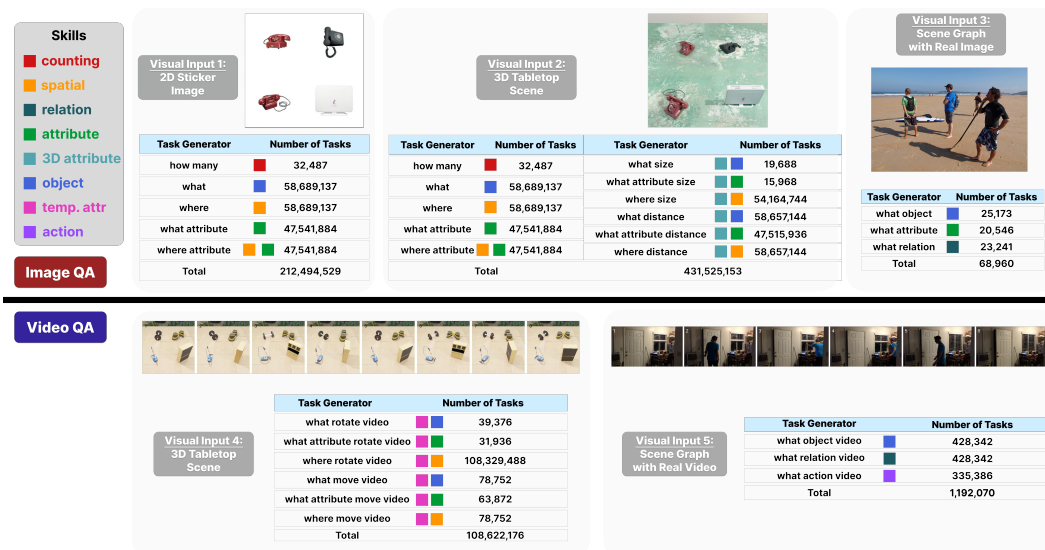 Skills
counting
spatial
relation
attribute
3D attribute
object
temp. attr
action
Image QA
Visual Input 1:
2D Sticker
Image
Task Generator Number of Tasks
how many 32,487
what 58,689,137
where 58,689,137
what attribute 47,541,884
where attribute 47,541,884
Total 212,494,529
Visual Input 2:
3D Tabletop
Scene
Task Generator Number of Tasks
how many 32,487
what 58,689,137
where 58,689,137
what attribute 47,541,884
where attribute 47,541,884
Task Generator Number of Tasks
what size 19,688
what attribute size 15,968
where size 54,164,744
what distance 58,657,144
what attribute distance 47,515,936
where distance 58,657,144
Total 431,525,153
Visual Input 3:
Scene Graph
with Real Image
Task Generator Number of Tasks
what object 25,173
what attribute 20,546
what relation 23,241
Total 68,960
Video QA
Visual Input 4:
3D Tabletop
Scene
Task Generator Number of Tasks
what rotate video 39,376
what attribute rotate video 31,936
where rotate video 108,329,488
what move video 78,752
what attribute move video 63,872
where move video 78,752
Total 108,622,176
Visual Input 5:
Scene Graph
with Real Video
Task Generator Number of Tasks
what object video 428,342
what relation video 428,342
what action video 335,386
Total 1,192,070